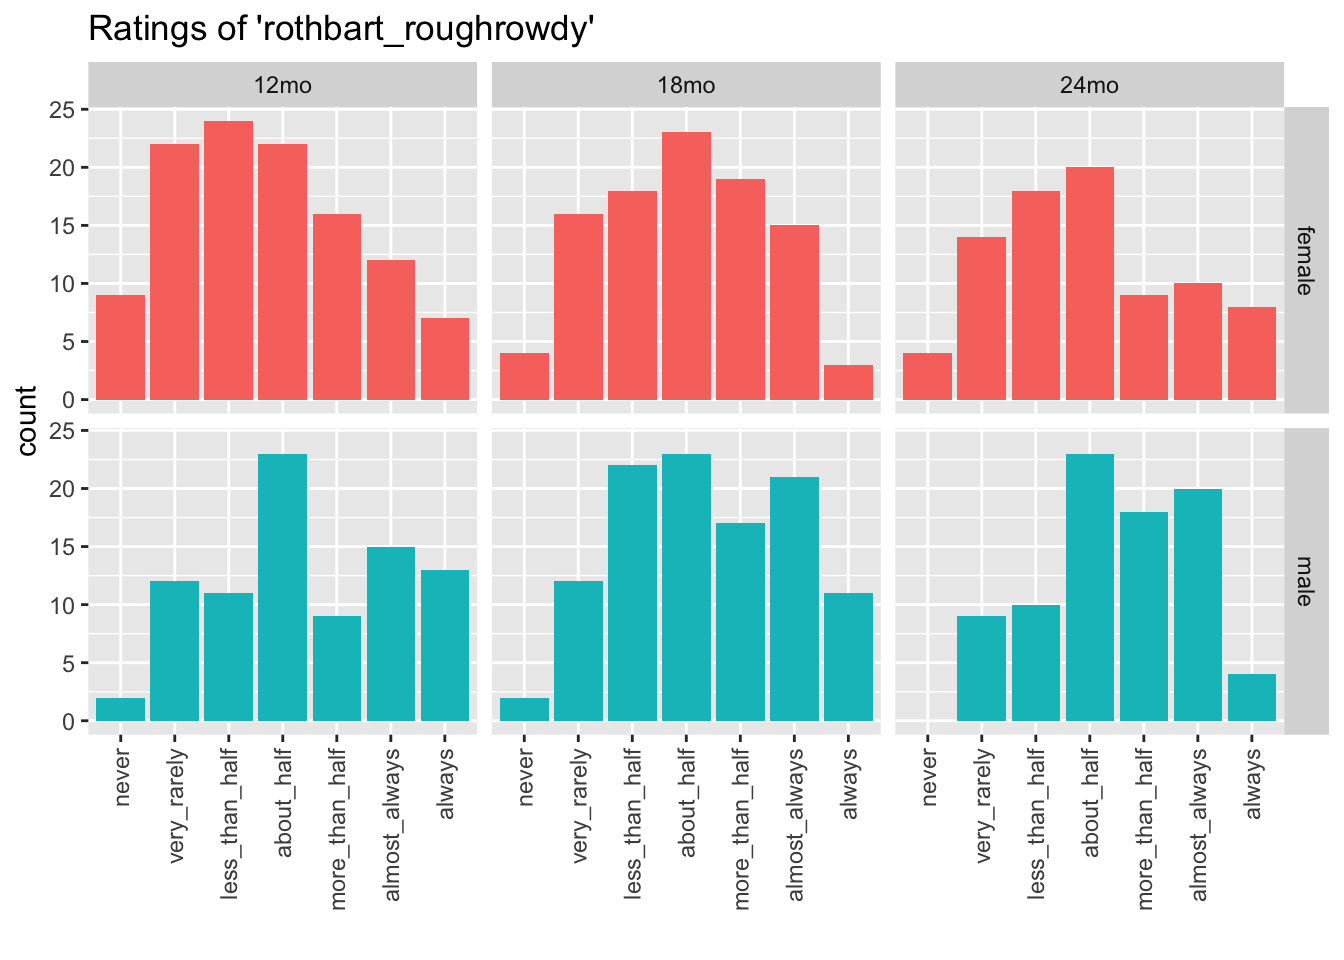 Ratings of 'rothbart_roughrowdy'
12mo
18mo
24mo
count
25
20
15
10
5
0
female
25
20
15
10
5
0
male
never
very_rarely
less_than_half
about_half
more_than_half
almost_always
always
never
very_rarely
less_than_half
about_half
more_than_half
almost_always
always
never
very_rarely
less_than_half
about_half
more_than_half
almost_always
always